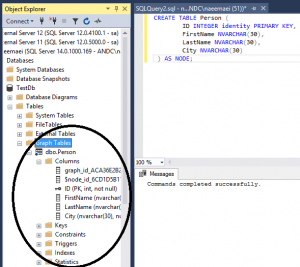 Object Explorer
Connect
ernal Server 12 (SQL Server 12.0.4100.1 - sa)
ernal Server 11 (SQL Server 12.0.5000.0 - sa)
eemaei (SQL Server 14.0.1000.169 - ANDC\n
Databases
System Databases
Database Snapshots
TestDb
Database Diagrams
Tables
System Tables
FileTables
External Tables
Graph Tables
dbo.Person
Columns
graph_id_ACA36E2B2
$node_id_6CD1D5B1
ID (PK, int, not null)
FirstName (nvarchar(
LastName (nvarchar(
City (nvarchar(30), nu
Keys
Constraints
Triggers
Indexes
Statistics
SQLQuery2.sql - n...NDC\naeemaei (51))*
CREATE TABLE Person (
ID INTEGER identity PRIMARY KEY,
FirstName NVARCHAR(30),
LastName NVARCHAR(30),
City NVARCHAR(30)
) AS NODE;
100 %
Messages
Commands completed successfully.